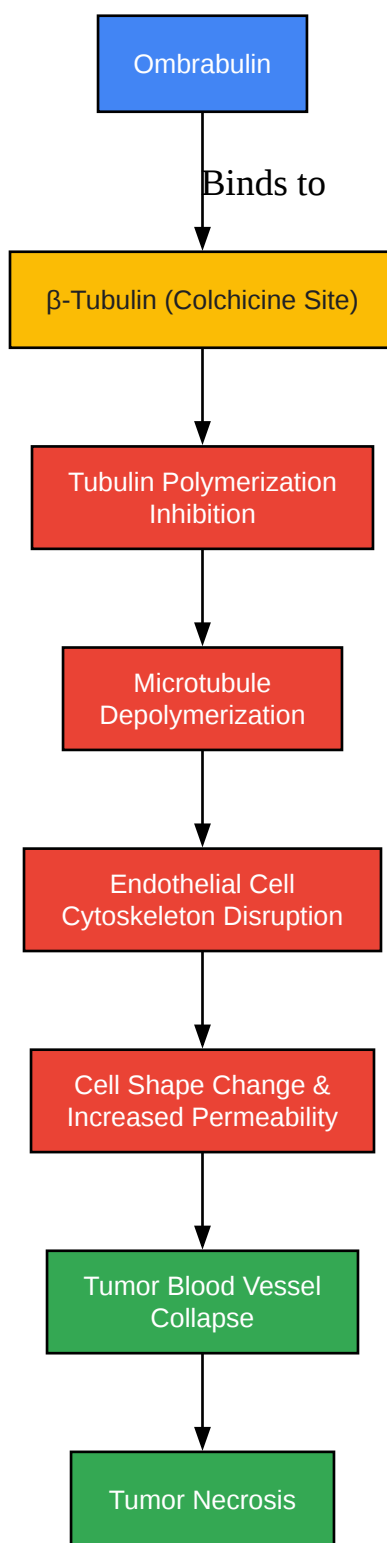 Ombrabulin
Binds to
β-Tubulin (Colchicine Site)
Tubulin Polymerization
Inhibition
Microtubule
Depolymerization
Endothelial Cell
Cytoskeleton Disruption
Cell Shape Change &
Increased Permeability
Tumor Blood Vessel
Collapse
Tumor Necrosis